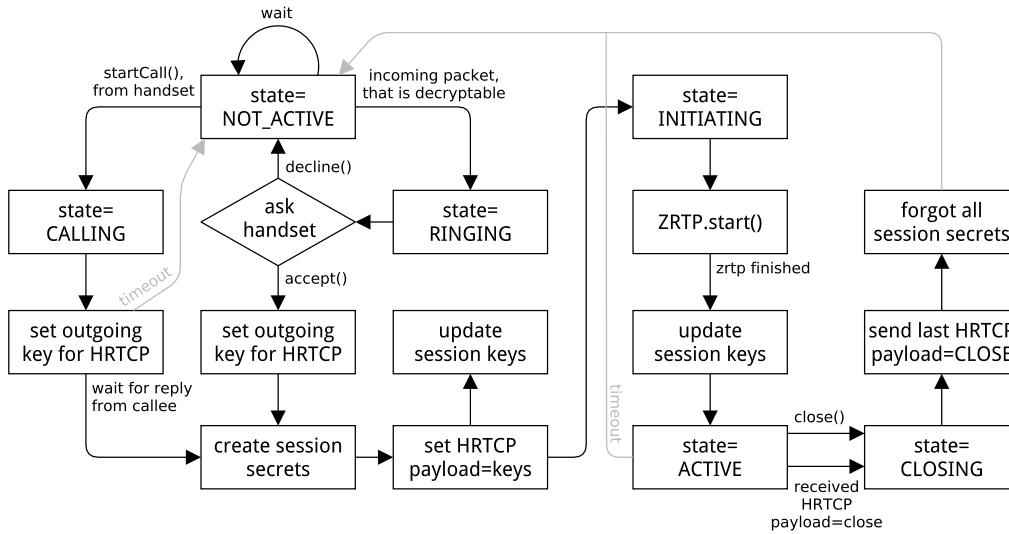 wait
startCall(),
from handset
state=
NOT_ACTIVE
incoming packet,
that is decryptable
state=
INITIATING
decline()
state=
CALLING
ask
handset
state=
RINGING
ZRTP.start()
forgot all
session secrets
timeout
accept()
zrtp finished
set outgoing
key for HRTCP
set outgoing
key for HRTCP
update
session keys
update
session keys
send last HRTCP
payload=CLOSE
wait for reply
from callee
timeout
close()
create session
secrets
set HRTCP
payload=keys
state=
ACTIVE
state=
CLOSING
received
HRTCP
payload=close